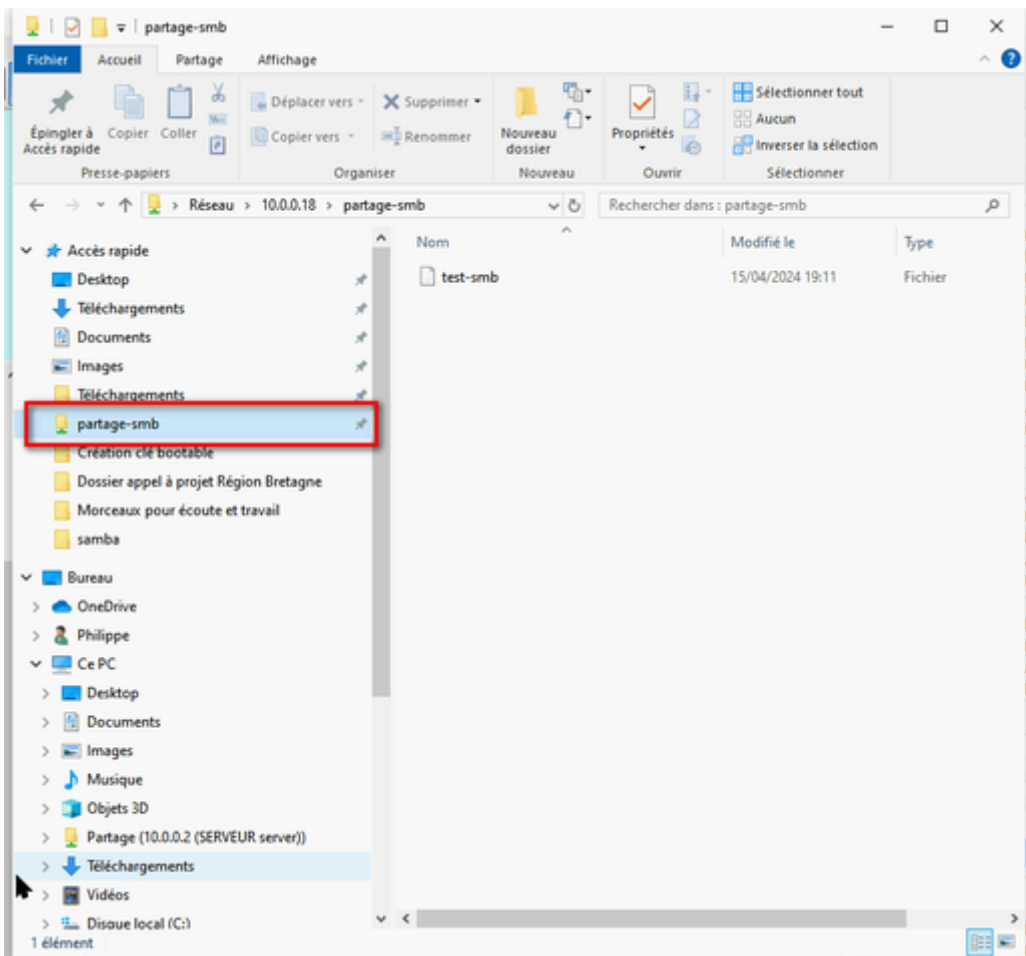 partage-smb
Fichier Accueil Partage Affichage
Épingler à Accès rapide
Copier
Coller
Déplacer vers
Copier vers
Supprimer
Renommer
Nouveau dossier
Propriétés
Sélectionner tout
Aucun
Inverser la sélection
Presse-papiers Organiser Nouveau Ouvrir Sélectionner
Réseau > 10.0.0.18 > partage-smb
Rechercher dans : partage-smb
Nom Modifié le Type
test-smb 15/04/2024 19:11 Fichier
Accès rapide
Desktop
Téléchargements
Documents
Images
Téléchargements
partage-smb
Création clé bootable
Dossier appel à projet Région Bretagne
Morceaux pour écoute et travail
samba
Bureau
OneDrive
Philippe
Ce PC
Desktop
Documents
Images
Musique
Objets 3D
Partage (10.0.0.2 (SERVEUR server))
Téléchargements
Vidéos
Disque local (C:)
1 élément